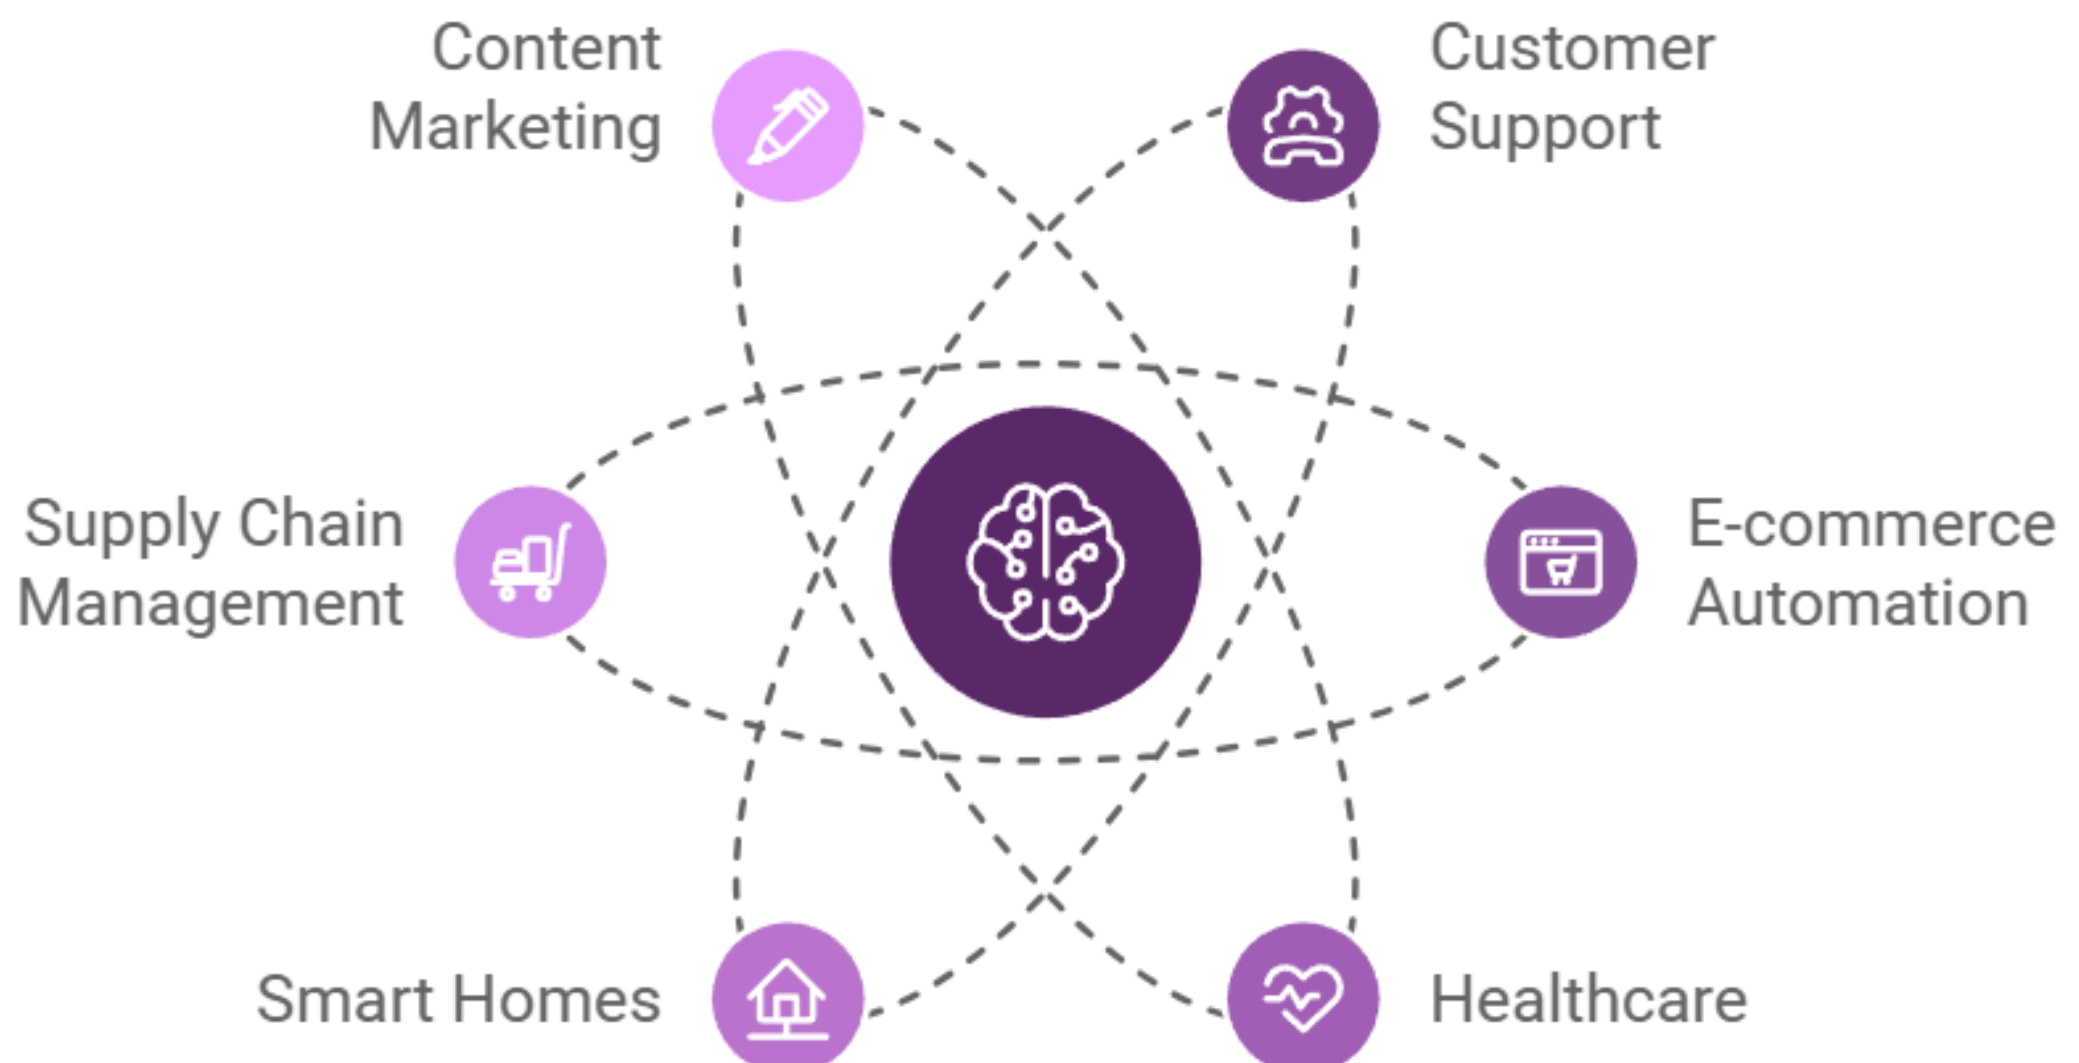 Content
Marketing
Customer
Support
Supply Chain
Management
E-commerce
Automation
Smart Homes
Healthcare